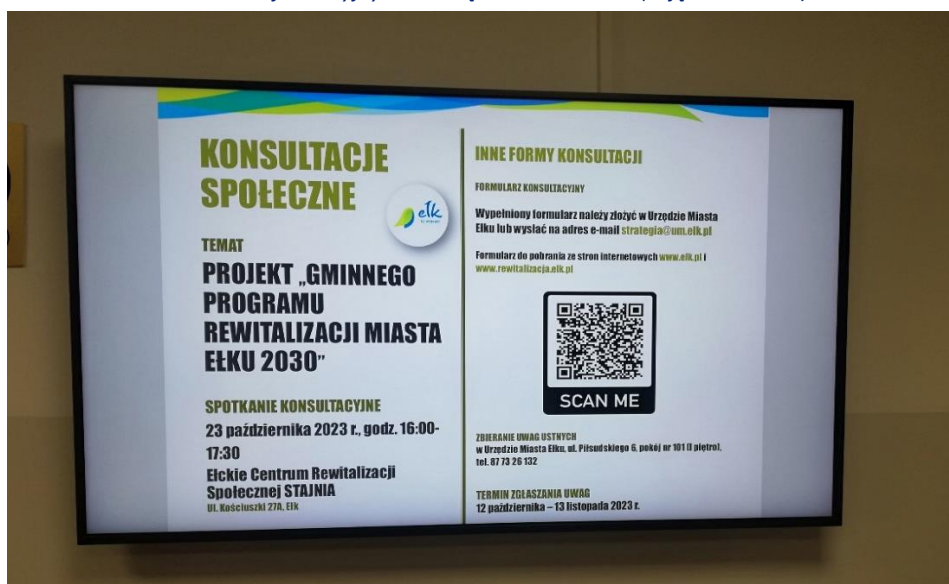 KONSULTACJE
SPOŁECZNE
ełk
TEMAT
PROJEKT „GMINNEGO
PROGRAMU
REWITALIZACJI MIASTA
EŁKU 2030”
SPOTKANIE KONSULTACYJNE
23 października 2023 r., godz. 16:00-
17:30
Ełckie Centrum Rewitalizacji
Społecznej STAJNIA
Ul. Kościuszki 27A, Ełk
INNE FORMY KONSULTACJI
FORMULARZ KONSULTACYJNY
Wypełniony formularz należy złożyć w Urzędzie Miasta
Ełku lub wysłać na adres e-mail strategia@um.elk.pl
Formularz do pobrania ze stron internetowych www.elk.pl i
www.rewitalizacja.elk.pl
SCAN ME
ZBIERANIE UWAG USTNYCH
w Urzędzie Miasta Ełku, ul. Piłsudskiego 6, pokój nr 101 (I piętro),
tel. 87 73 26 132
TERMIN ZGŁASZANIA UWAG
12 października – 13 listopada 2023 r.